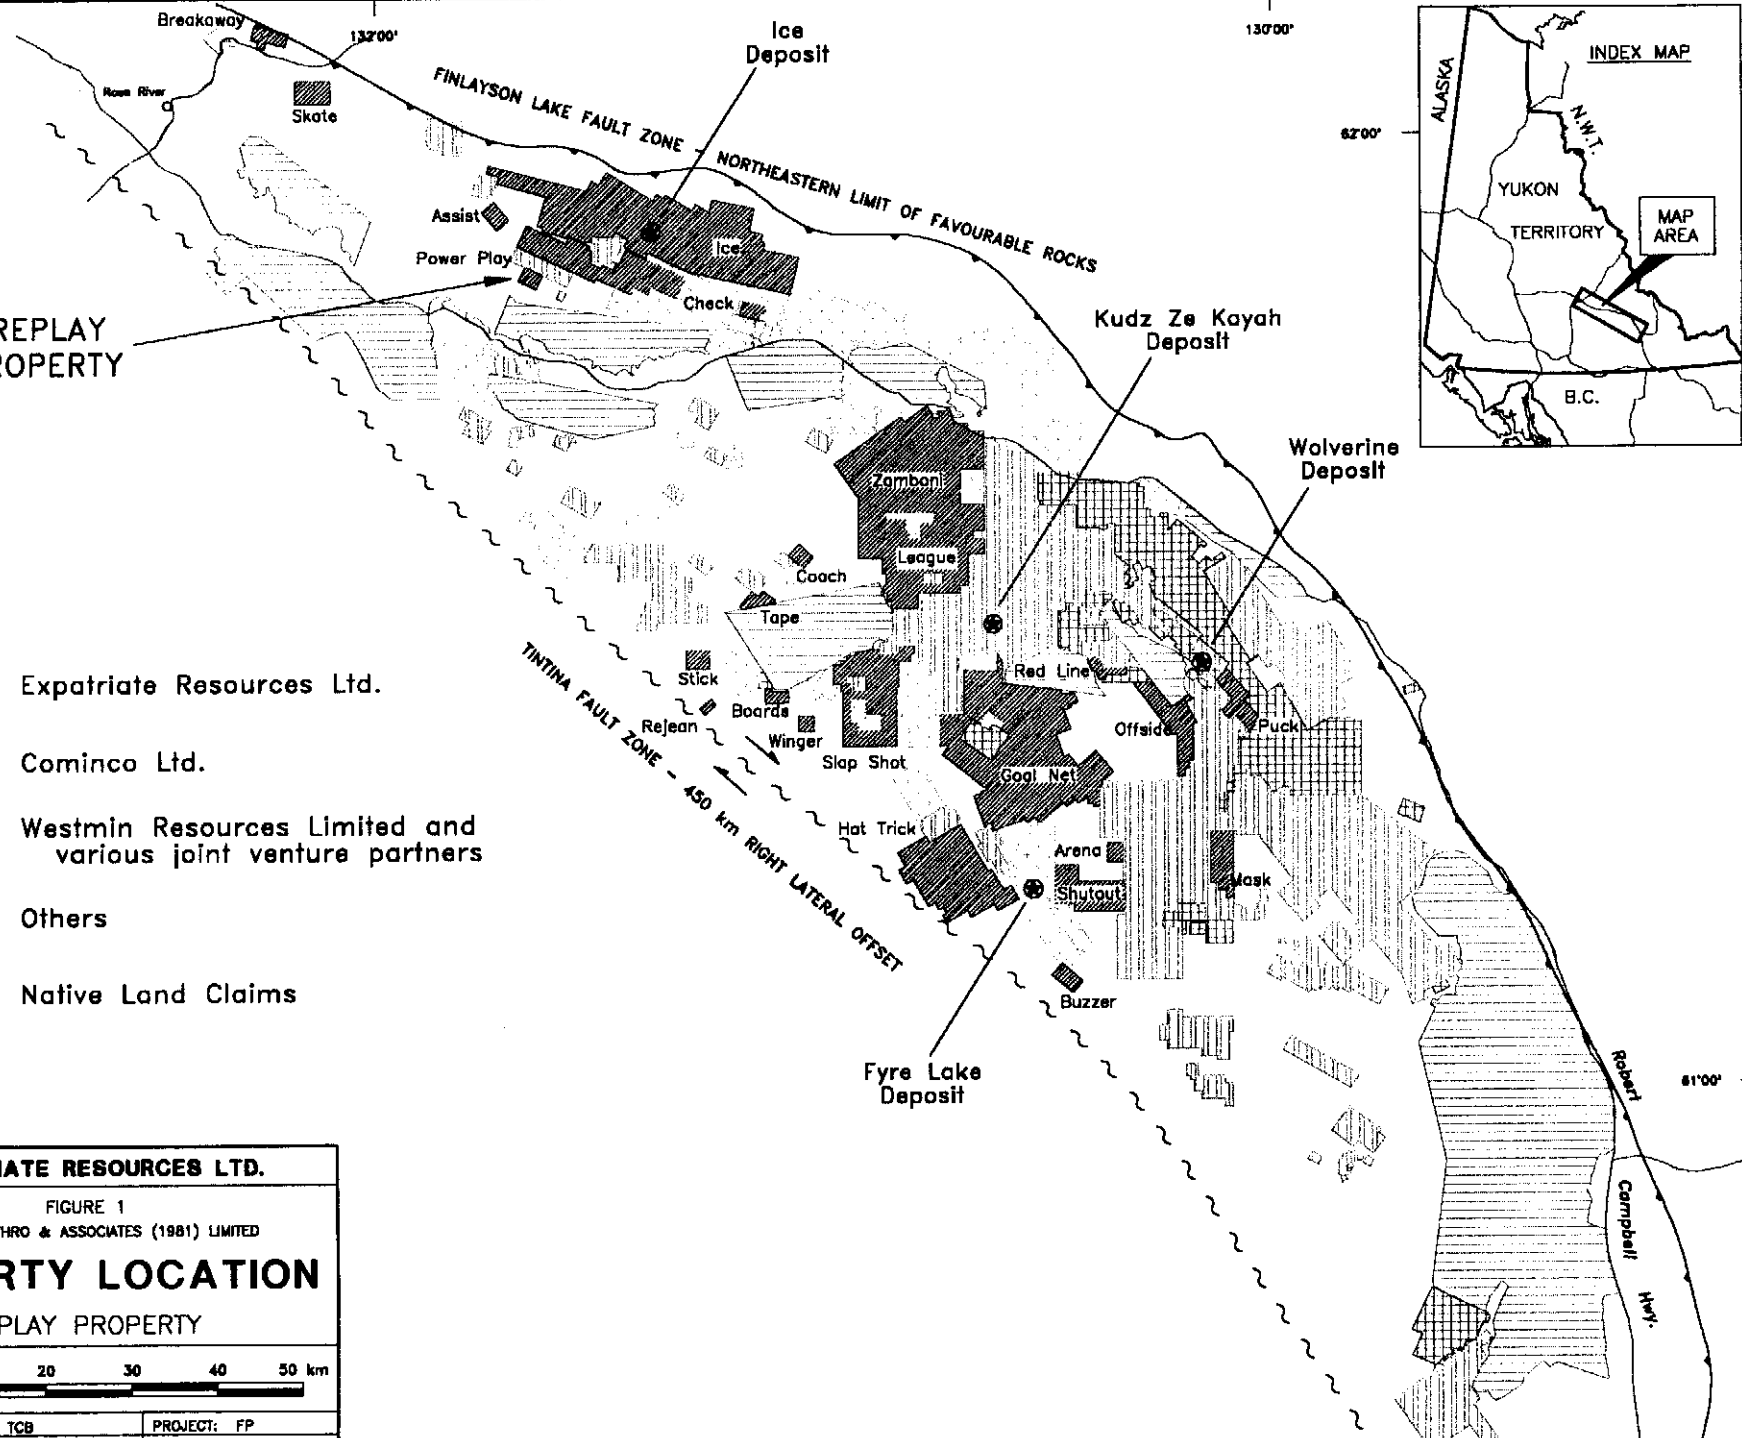 Breakaway
132°00'
Ice
Deposit
130°00'
INDEX MAP
ALASKA
N.W.T.
YUKON
TERRITORY
MAP
AREA
B.C.
62°00'
Ross River
Skate
FINLAYSON LAKE FAULT ZONE - NORTHEASTERN LIMIT OF FAVOURABLE ROCKS
Assist
Ice
Power Play
Check
REPLAY
ROPERTY
Kudz Ze Kayah
Deposit
Wolverine
Deposit
Zamboni
League
Coach
Tape
TINTINA FAULT ZONE - 450 km RIGHT LATERAL OFFSET
Stick
Red Line
Expatriate Resources Ltd.
Rejean
Boards
Winger
Offside
Puck
Cominco Ltd.
Slap Shot
Goal Net
Westmin Resources Limited and
various joint venture partners
Hat Trick
Arena
Mask
Shutout
Others
Native Land Claims
Buzzer
Fyre Lake
Deposit
61°00'
Robert
Campbell
Hwy.
IATE RESOURCES LTD.
FIGURE 1
HRO & ASSOCIATES (1981) LIMITED
RTY LOCATION
PLAY PROPERTY
20 30 40 50 km
TCB
PROJECT: FP